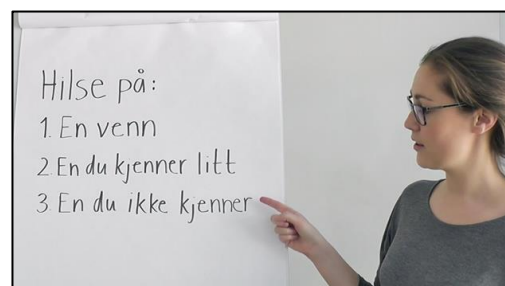 Hilse på:
1. En venn
2. En du kjenner litt
3. En du ikke kjenner